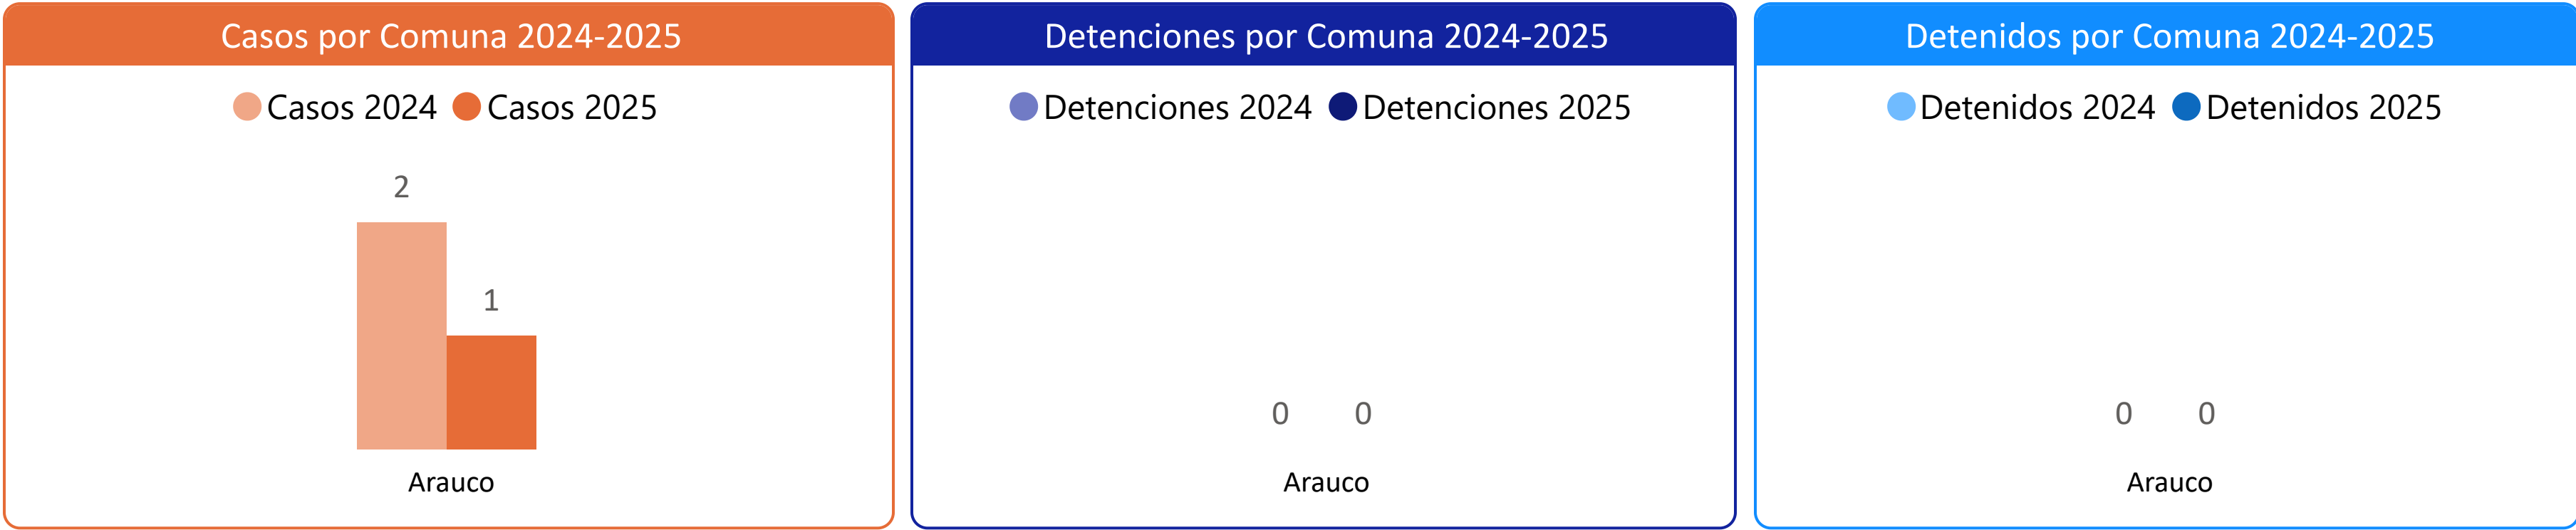 Casos por Comuna 2024-2025
Casos 2024 Casos 2025
2
1
Arauco
Detenciones por Comuna 2024-2025
Detenciones 2024 Detenciones 2025
0 0
Arauco
Detenidos por Comuna 2024-2025
Detenidos 2024 Detenidos 2025
0 0
Arauco